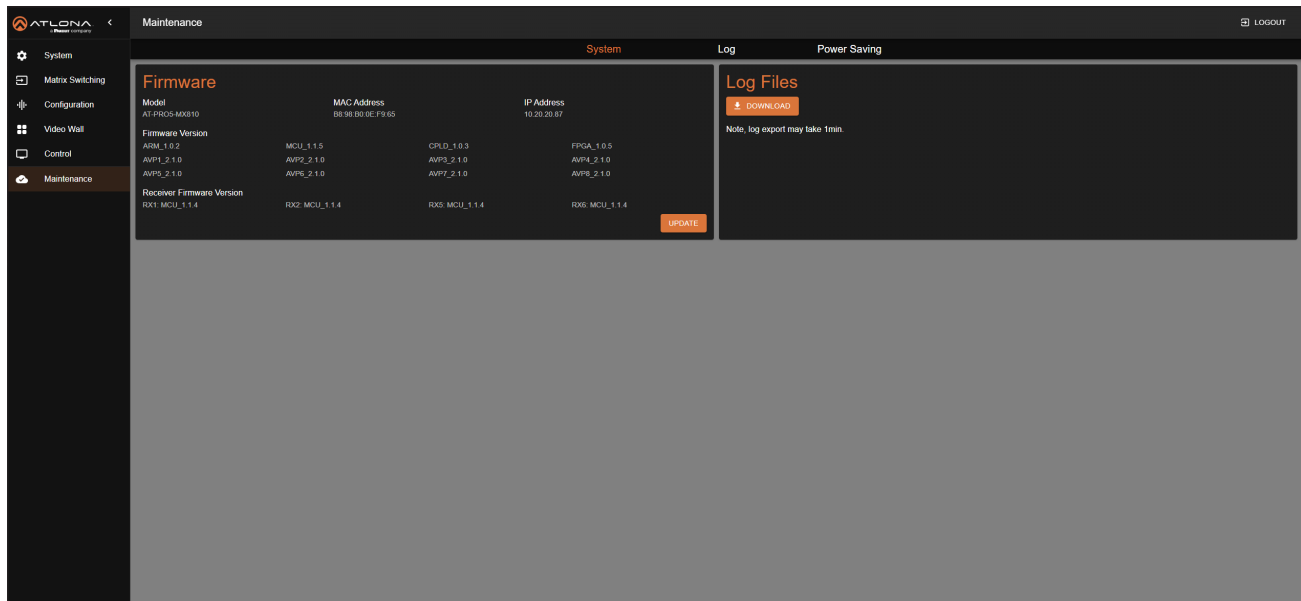 ATLONA
a Panduit company
Maintenance
LOGOUT
System
Matrix Switching
Configuration
Video Wall
Control
Maintenance
System Log Power Saving
Firmware
Model MAC Address IP Address
AT-PRO5-MX810 B8:98:B0:0E:F9:65 10.20.20.87
Firmware Version
ARM_1.0.2 MCU_1.1.5 CPLD_1.0.3 FPGA_1.0.5
AVP1_2.1.0 AVP2_2.1.0 AVP3_2.1.0 AVP4_2.1.0
AVP5_2.1.0 AVP6_2.1.0 AVP7_2.1.0 AVP8_2.1.0
Receiver Firmware Version
RX1: MCU_1.1.4 RX2: MCU_1.1.4 RX5: MCU_1.1.4 RX6: MCU_1.1.4
UPDATE
Log Files
DOWNLOAD
Note, log export may take 1min.